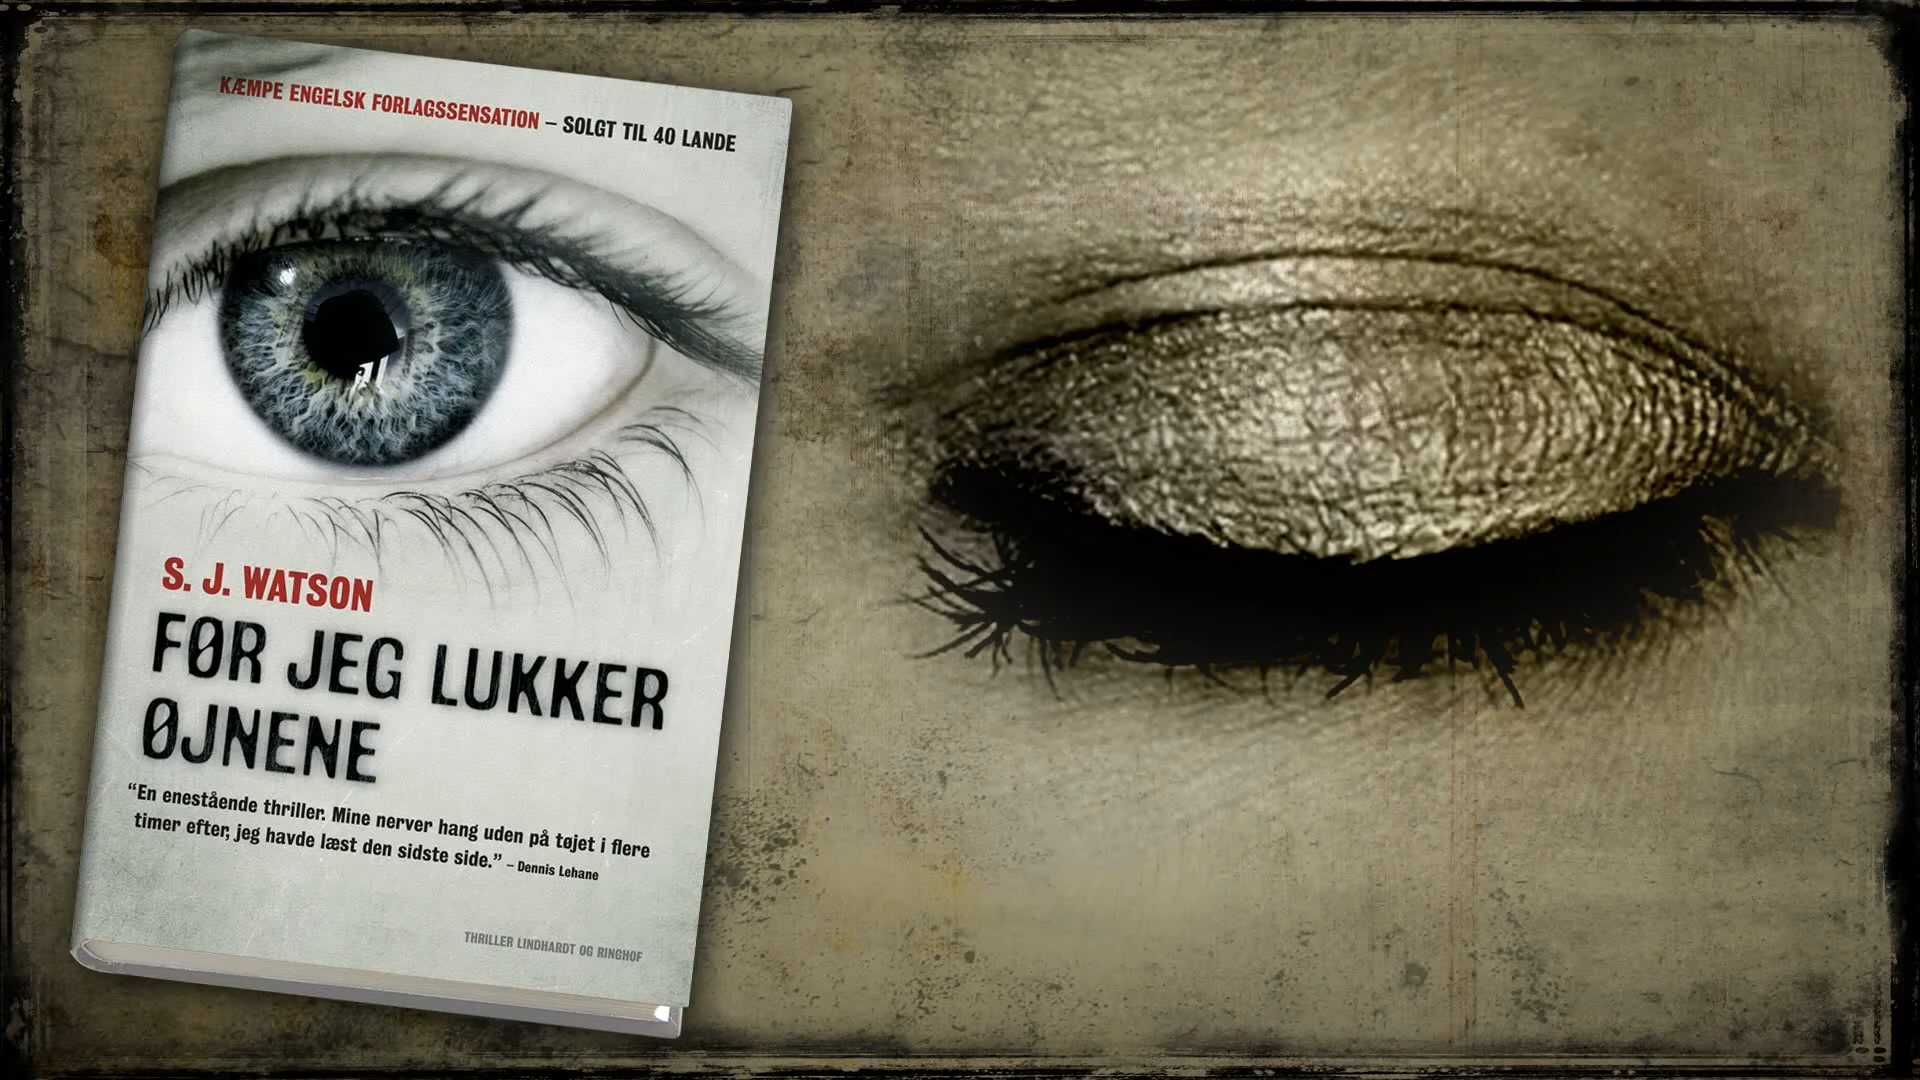 KÆMPE ENGELSK FORLAGSSENSATION – SOLGT TIL 40 LANDE
S. J. WATSON
FØR JEG LUKKER
ØJNENE
“En enestående thriller. Mine nerver hang uden på tøjet i flere
timer efter, jeg havde læst den sidste side.” – Dennis Lehane
THRILLER LINDHARDT OG RINGHOF